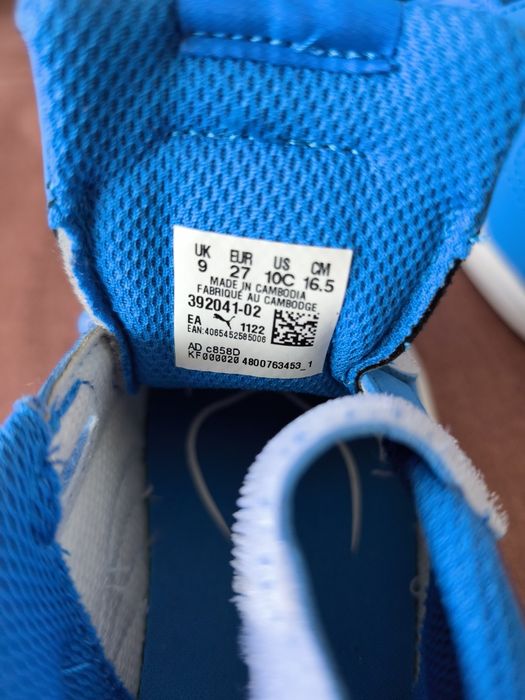 UK EUR US CM
9 27 10C 16.5
MADE IN CAMBODIA
FABRIQUE AU CAMBODGE
392041-02
EA 1122
EAN:4065452585006
AD c858D
KF000020 4800763453_1